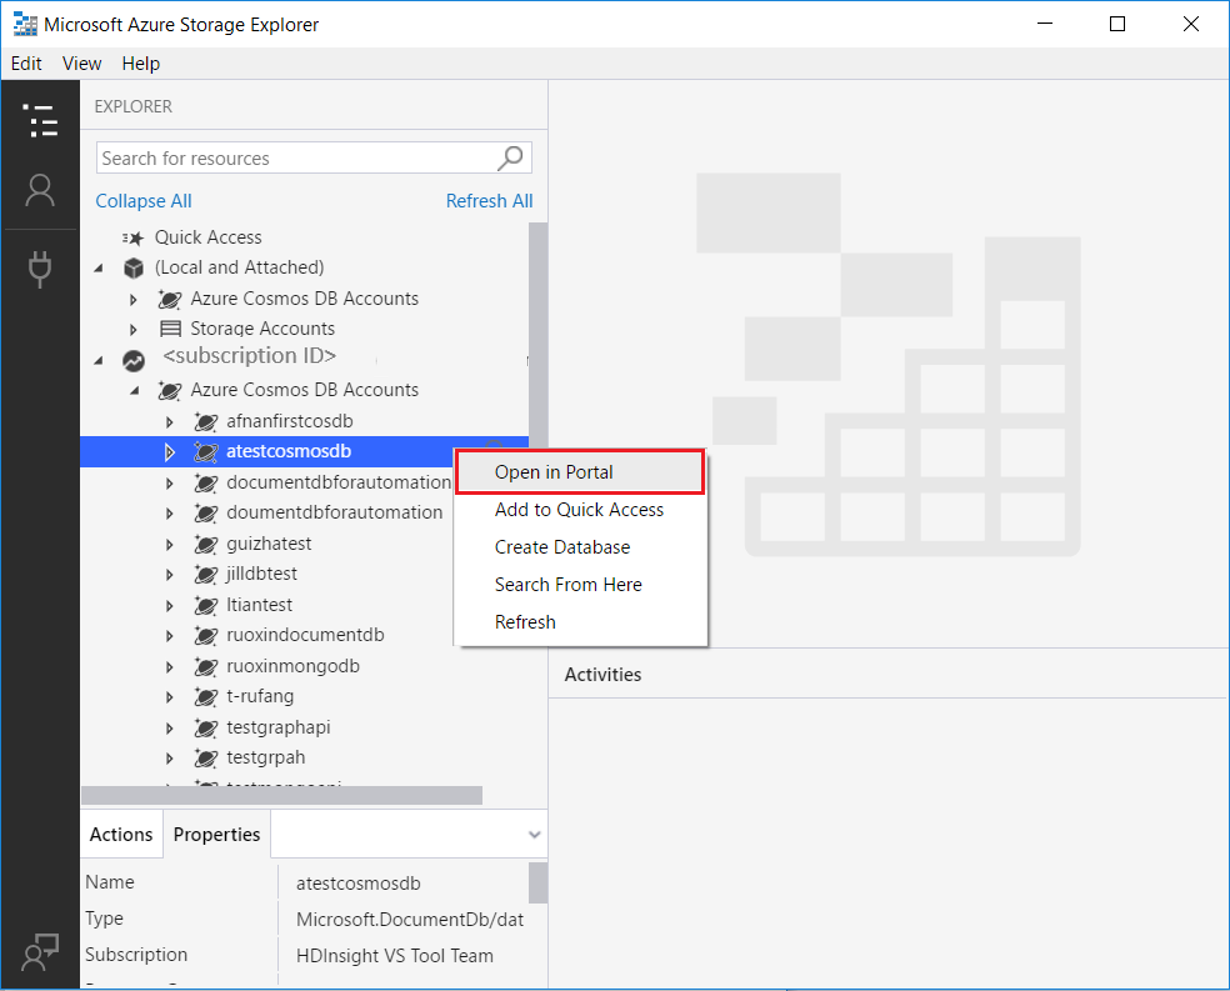 Microsoft Azure Storage Explorer
Edit View Help
EXPLORER
Search for resources
Collapse All Refresh All
Quick Access
(Local and Attached)
Azure Cosmos DB Accounts
Storage Accounts
<subscription ID>
Azure Cosmos DB Accounts
afnanfirstcosdb
atestcosmosdb
documentdbforautomation
doumentdbforautomation
guizhatest
jilldbtest
ltiantest
ruoxindocumentdb
ruoxinmongodb
t-rufang
testgraphapi
testgrpah
Open in Portal
Add to Quick Access
Create Database
Search From Here
Refresh
Activities
Actions Properties
Name atestcosmosdb
Type Microsoft.DocumentDb/dat
Subscription HDInsight VS Tool Team